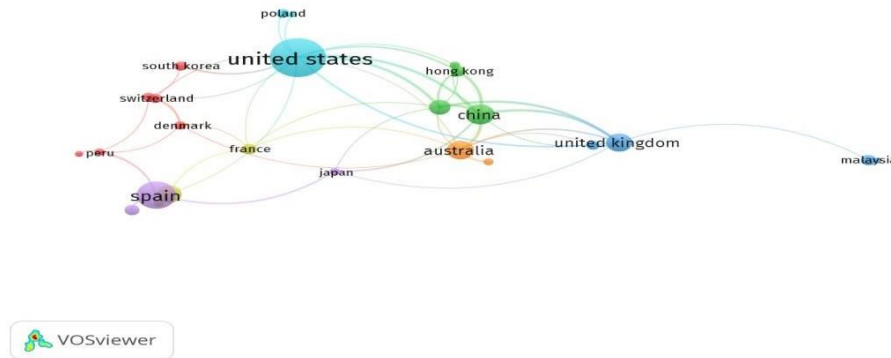 poland
united states
south korea
hong kong
switzerland
china
denmark
united kingdom
france
australia
peru
malaysia
japan
spain
VOSviewer